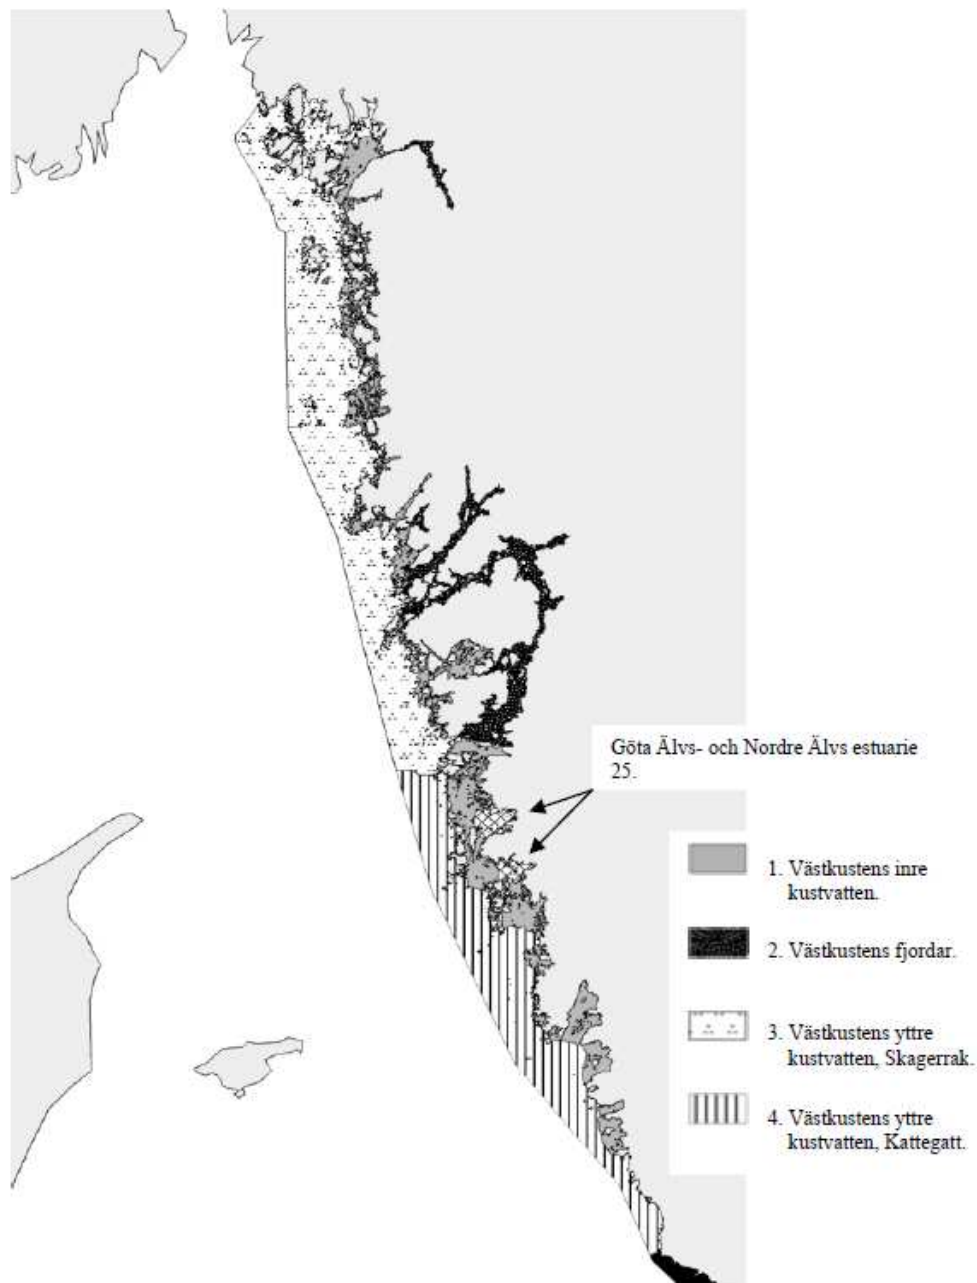 Göta Älvs- och Nordre Älvs estuarie
25.
1. Västkustens inre
kustvatten.
2. Västkustens fjordar.
3. Västkustens yttre
kustvatten, Skagerrak.
4. Västkustens yttre
kustvatten, Kattegatt.